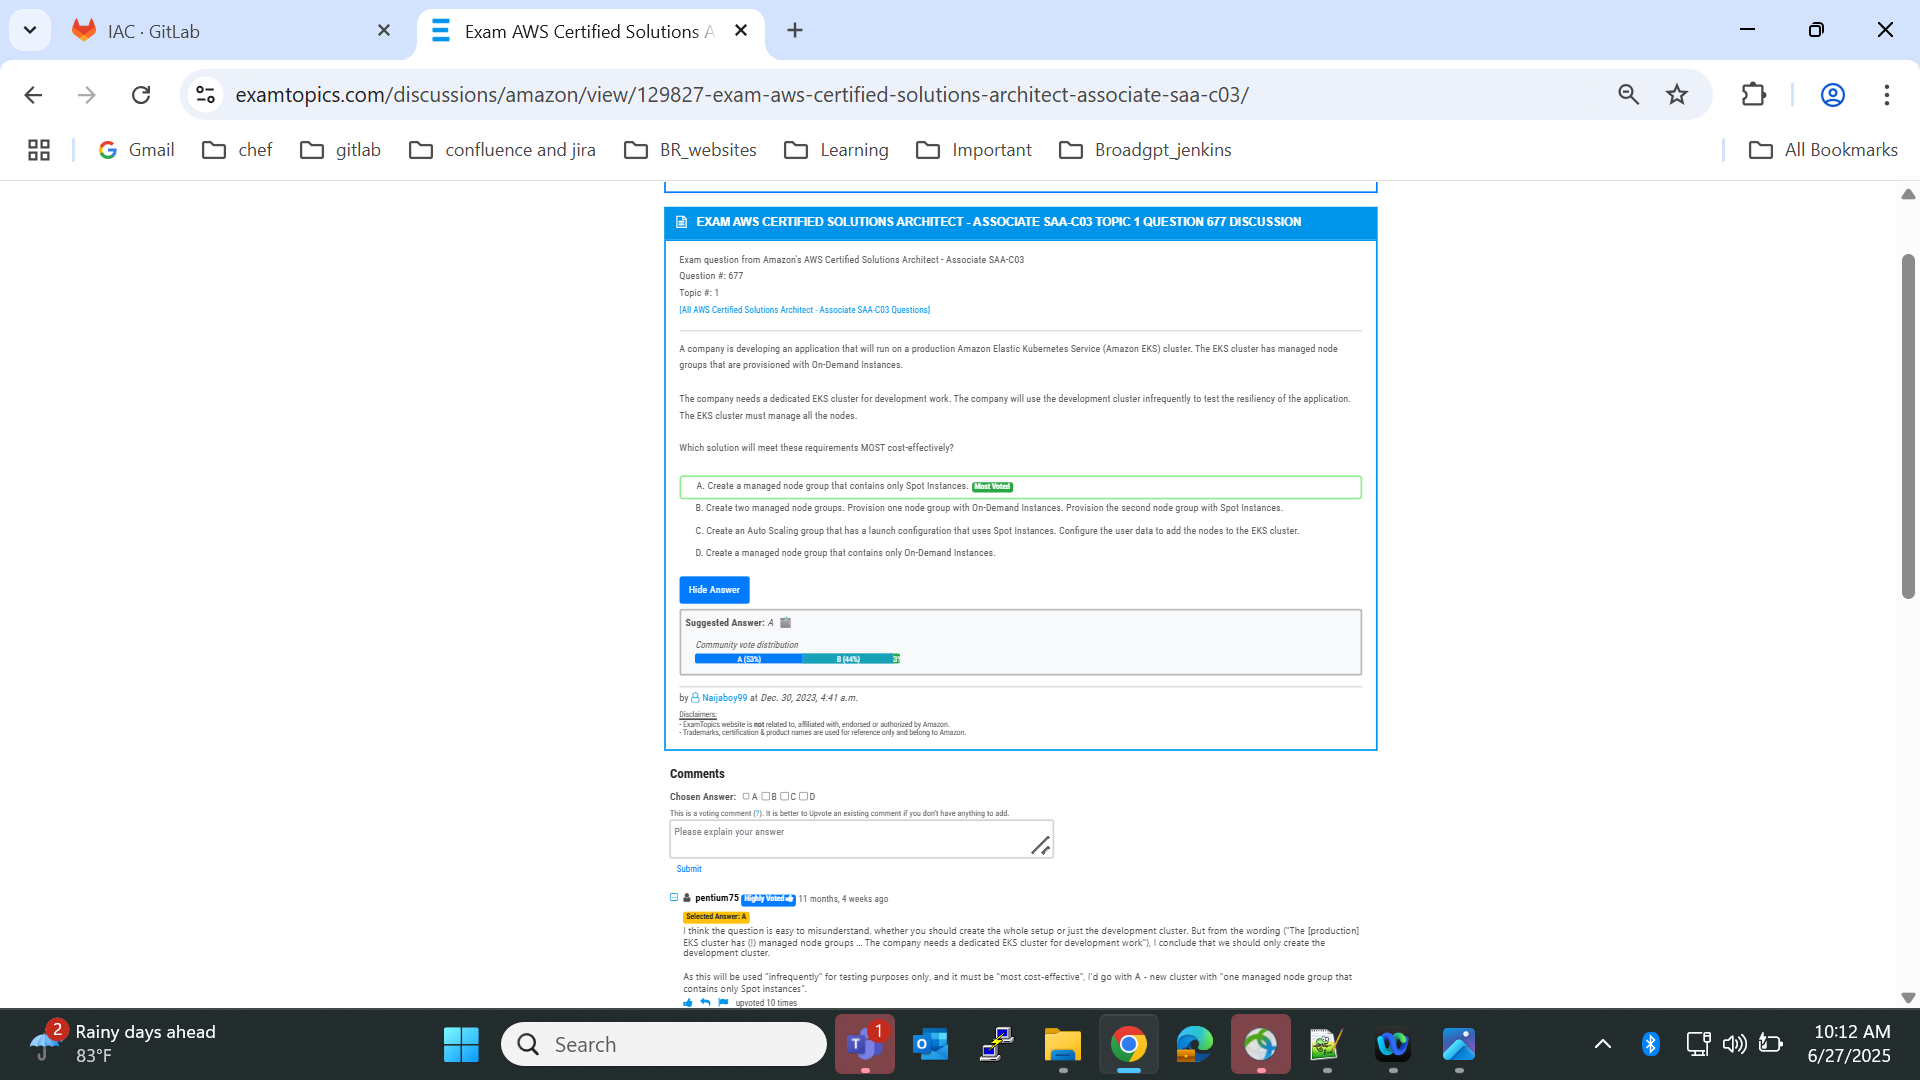 IAC · GitLab
Exam AWS Certified Solutions A
examtopics.com/discussions/amazon/view/129827-exam-aws-certified-solutions-architect-associate-saa-c03/
Gmail
chef
gitlab
confluence and jira
BR_websites
Learning
Important
Broadgpt_jenkins
All Bookmarks
EXAM AWS CERTIFIED SOLUTIONS ARCHITECT - ASSOCIATE SAA-C03 TOPIC 1 QUESTION 677 DISCUSSION
Exam question from Amazon's AWS Certified Solutions Architect - Associate SAA-C03
Question #: 677
Topic #: 1
[All AWS Certified Solutions Architect - Associate SAA-C03 Questions]
A company is developing an application that will run on a production Amazon Elastic Kubernetes Service (Amazon EKS) cluster. The EKS cluster has managed node
groups that are provisioned with On-Demand Instances.
The company needs a dedicated EKS cluster for development work. The company will use the development cluster infrequently to test the resiliency of the application.
The EKS cluster must manage all the nodes.
Which solution will meet these requirements MOST cost-effectively?
A. Create a managed node group that contains only Spot Instances. Most Voted
B. Create two managed node groups. Provision one node group with On-Demand Instances. Provision the second node group with Spot Instances.
C. Create an Auto Scaling group that has a launch configuration that uses Spot Instances. Configure the user data to add the nodes to the EKS cluster.
D. Create a managed node group that contains only On-Demand Instances.
Hide Answer
Suggested Answer: A
Community vote distribution
A (53%) B (44%)
by Naijaboy99 at Dec. 30, 2023, 4:41 a.m.
Disclaimers:
- ExamTopics website is not related to, affiliated with, endorsed or authorized by Amazon.
- Trademarks, certification & product names are used for reference only and belong to Amazon.
Comments
Chosen Answer: A B C D
This is a voting comment (?). It is better to Upvote an existing comment if you don't have anything to add.
Please explain your answer
Submit
pentium75 Highly Voted 11 months, 4 weeks ago
Selected Answer: A
I think the question is easy to misunderstand, whether you should create the whole setup or just the development cluster. But from the wording ("The [production]
EKS cluster has (!) managed node groups ... The company needs a dedicated EKS cluster for development work"), I conclude that we should only create the
development cluster.
As this will be used "infrequently" for testing purposes only, and it must be "most cost-effective", I'd go with A - new cluster with "one managed node group that
contains only Spot instances".
upvoted 10 times
2
Rainy days ahead
83°F
Search
1
10:12 AM
6/27/2025